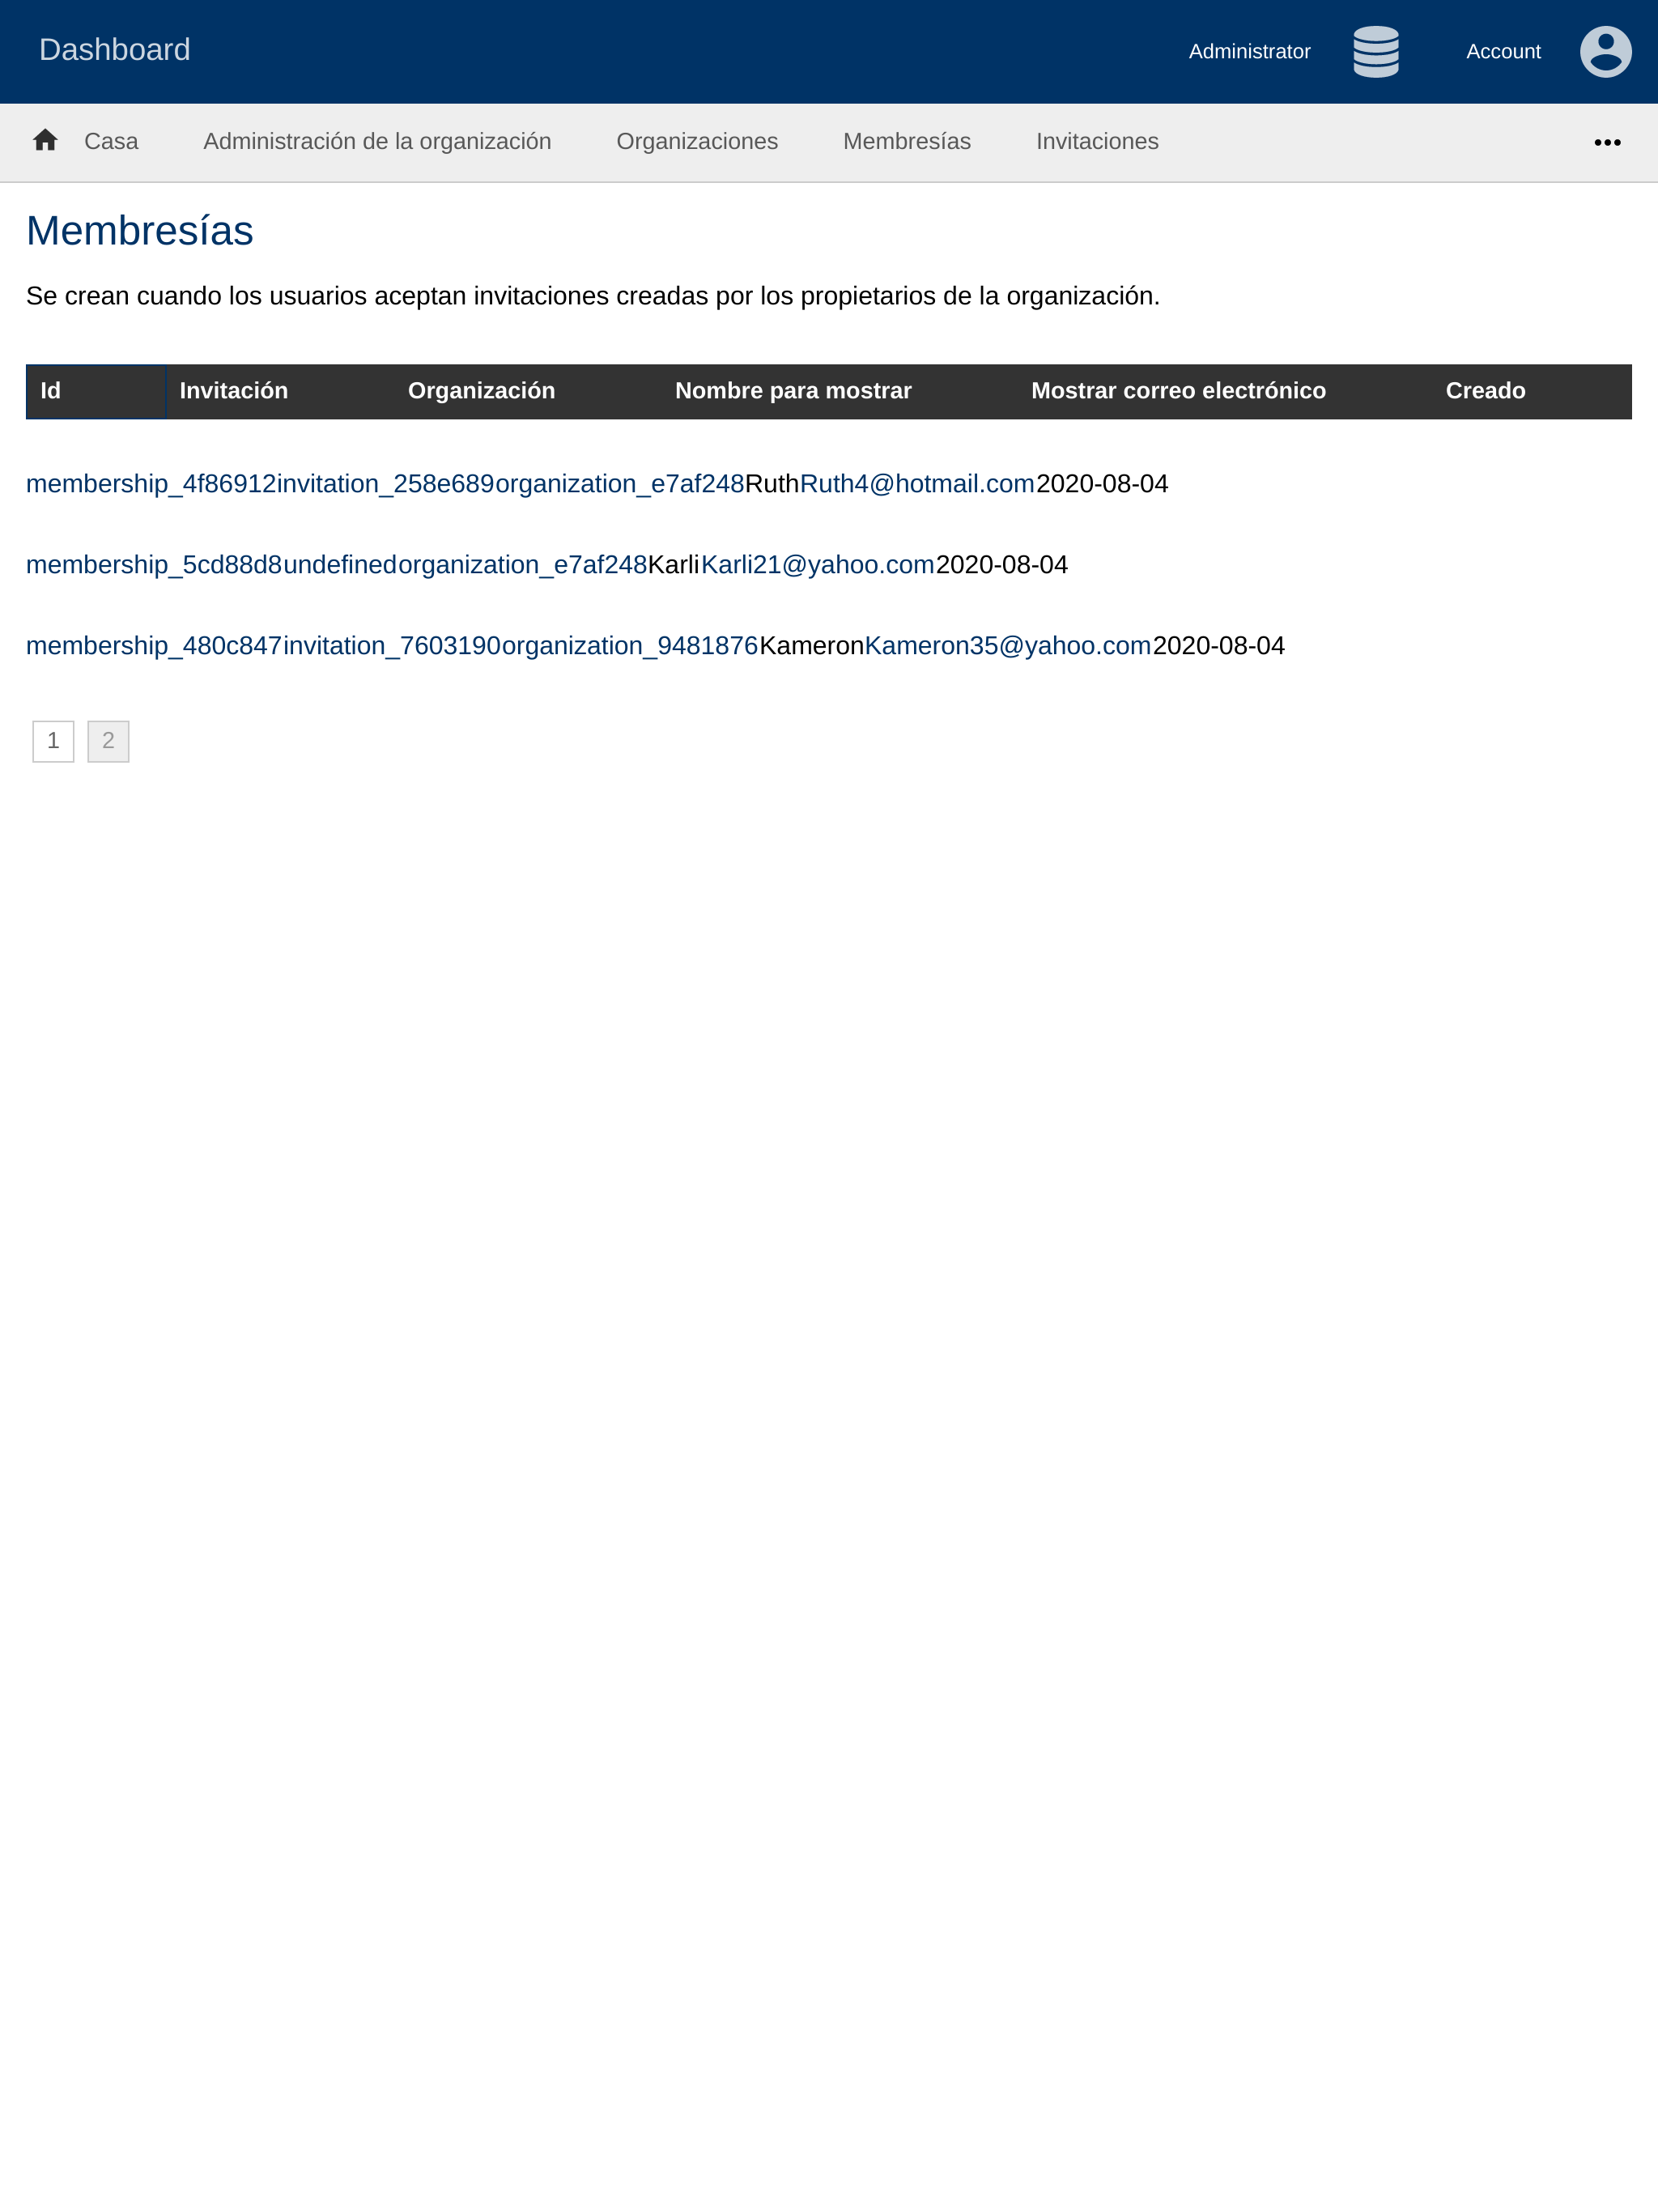 Dashboard Administrator Account
Casa Administración de la organización Organizaciones Membresías Invitaciones •••
Membresías
Se crean cuando los usuarios aceptan invitaciones creadas por los propietarios de la organización.
Id Invitación Organización Nombre para mostrar Mostrar correo electrónico Creado
membership_4f86912invitation_258e689organization_e7af248RuthRuth4@hotmail.com2020-08-04
membership_5cd88d8undefinedorganization_e7af248KarliKarli21@yahoo.com2020-08-04
membership_480c847invitation_7603190organization_9481876KameronKameron35@yahoo.com2020-08-04
1 2